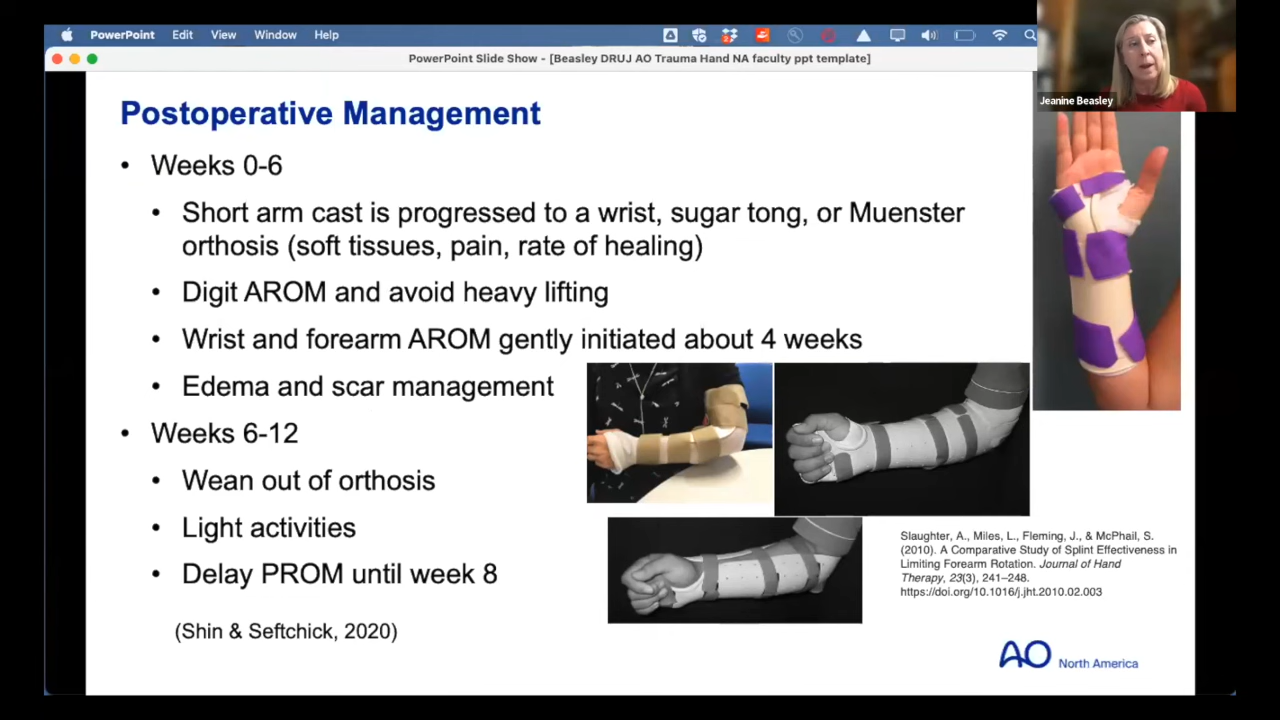 PowerPoint Edit View Window Help
PowerPoint Slide Show - [Beasley DRUJ AO Trauma Hand NA faculty ppt template]
Jeanine Beasley
Postoperative Management
• Weeks 0-6
• Short arm cast is progressed to a wrist, sugar tong, or Muenster
orthosis (soft tissues, pain, rate of healing)
• Digit AROM and avoid heavy lifting
• Wrist and forearm AROM gently initiated about 4 weeks
• Edema and scar management
• Weeks 6-12
• Wean out of orthosis
• Light activities
• Delay PROM until week 8
(Shin & Seftchick, 2020)
Slaughter, A., Miles, L., Fleming, J., & McPhail, S.
(2010). A Comparative Study of Splint Effectiveness in
Limiting Forearm Rotation. Journal of Hand
Therapy, 23(3), 241–248.
https://doi.org/10.1016/j.jht.2010.02.003
AO North America